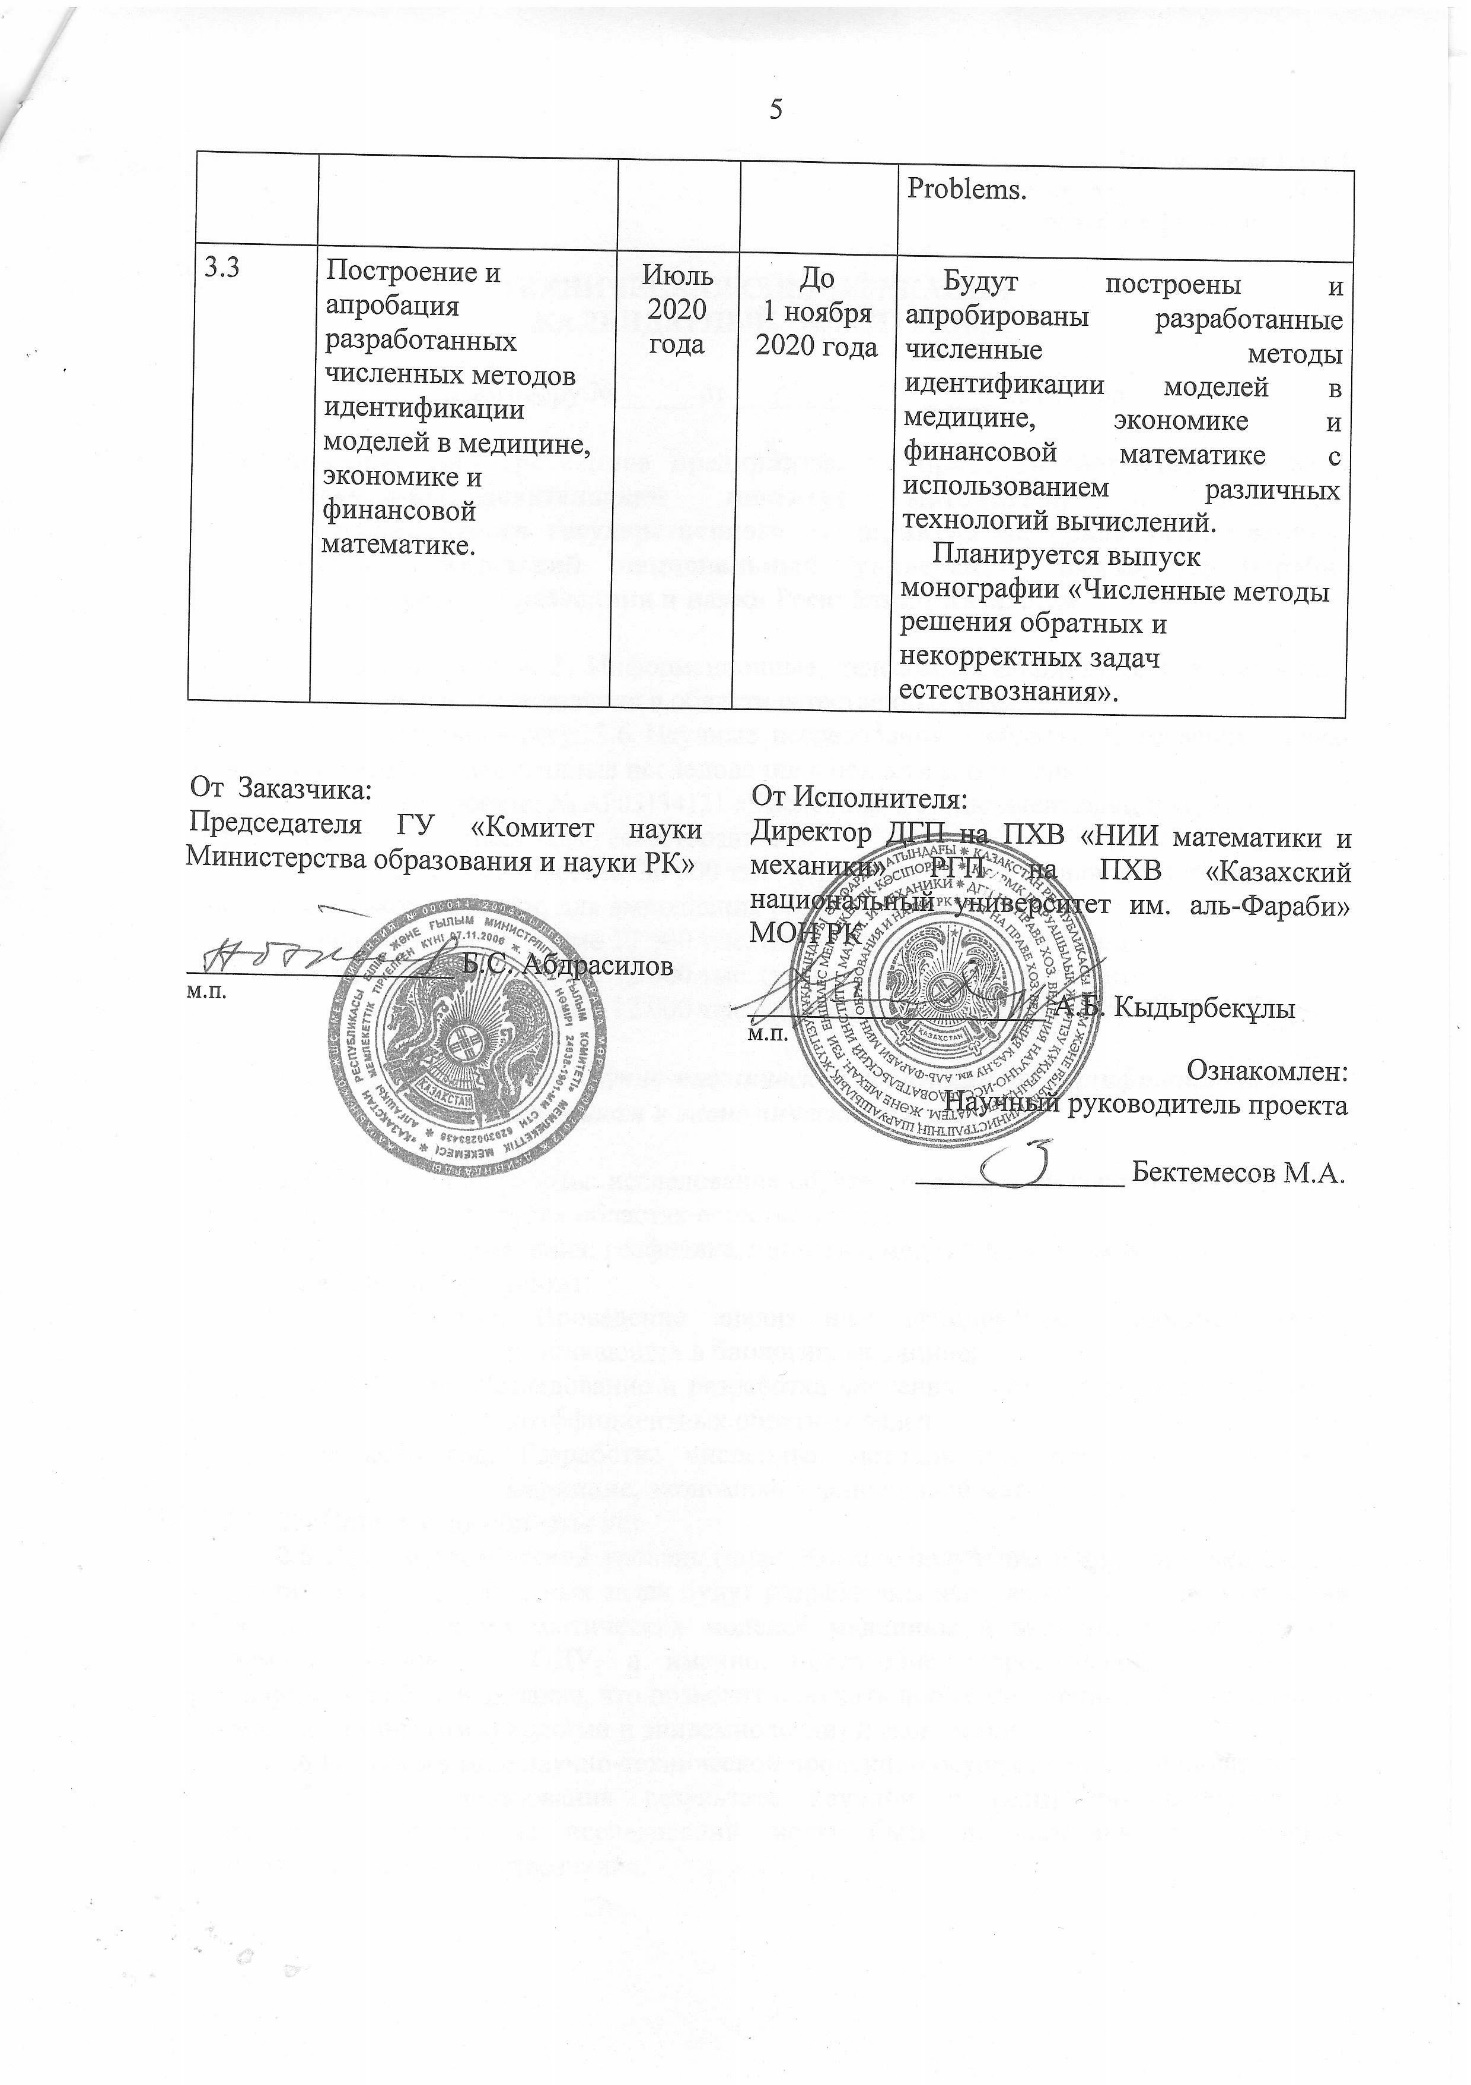 5
Problems.
3.3
Построение и
апробация
разработанных
численных методов
идентификации
моделей в медицине,
экономике и
финансовой
математике.
Июль
2020
года
До
1 ноября
2020 года
Будут построены и
апробированы разработанные
численные методы
идентификации моделей в
медицине, экономике и
финансовой математике с
использованием различных
технологий вычислений.
Планируется выпуск
монографии «Численные методы
решения обратных и
некорректных задач
естествознания».
От Заказчика:
Председателя ГУ «Комитет науки
Министерства образования и науки РК»
Б.С. Абдрасилов
м.п.
От Исполнителя:
Директор ДГП на ПХВ «НИИ математики и
механики» РГП на ПХВ «Казахский
национальный университет им. аль-Фараби»
МОН РК
А.Б. Кыдырбекұлы
м.п.
Ознакомлен:
Научный руководитель проекта
Бектемесов М.А.
ҚАЗАҚСТАН
ҚАЗАҚСТАН